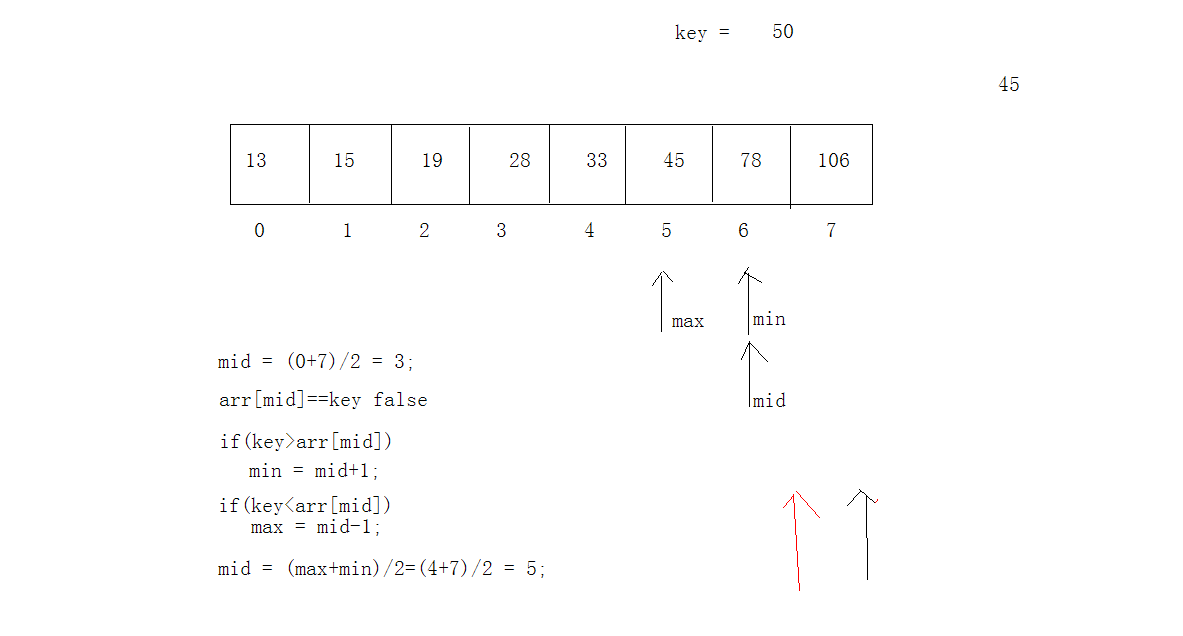 key = 50
45
13 15 19 28 33 45 78 106
0 1 2 3 4 5 6 7
max min
mid = (0+7)/2 = 3;
arr[mid]==key false mid
if(key>arr[mid])
min = mid+1;
if(key<arr[mid])
max = mid-1;
mid = (max+min)/2=(4+7)/2 = 5;